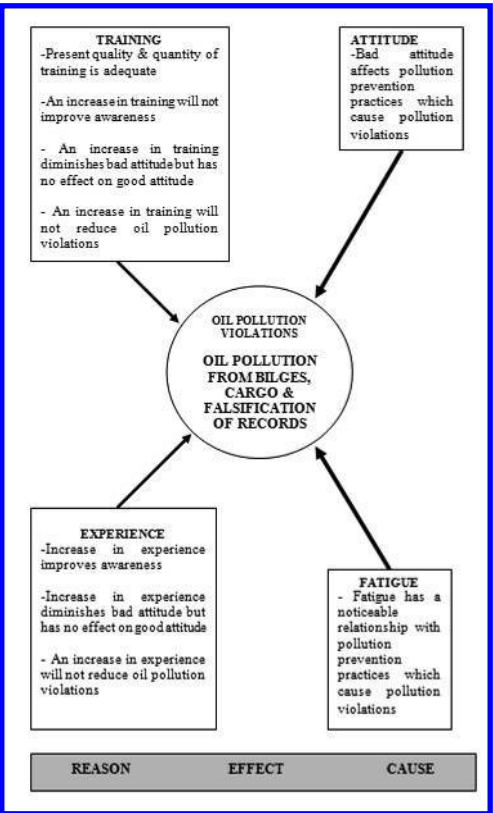 TRAINING
-Present quality & quantity of
training is adequate
-An increase in training will not
improve awareness
- An increase in training
diminishes bad attitude but has
no effect on good attitude
- An increase in training will
not reduce oil pollution
violations
ATTITUDE
-Bad attitude
affects pollution
prevention
practices which
cause pollution
violations
OIL POLLUTION
VIOLATIONS
OIL POLLUTION
FROM BILGES,
CARGO &
FALSIFICATION
OF RECORDS
EXPERIENCE
-Increase in experience
improves awareness
-Increase in experience
diminishes bad attitude but
has no effect on good attitude
- An increase in experience
will not reduce oil pollution
violations
FATIGUE
- Fatigue has a
noticeable
relationship with
pollution
prevention
practices which
cause pollution
violations
REASON EFFECT CAUSE